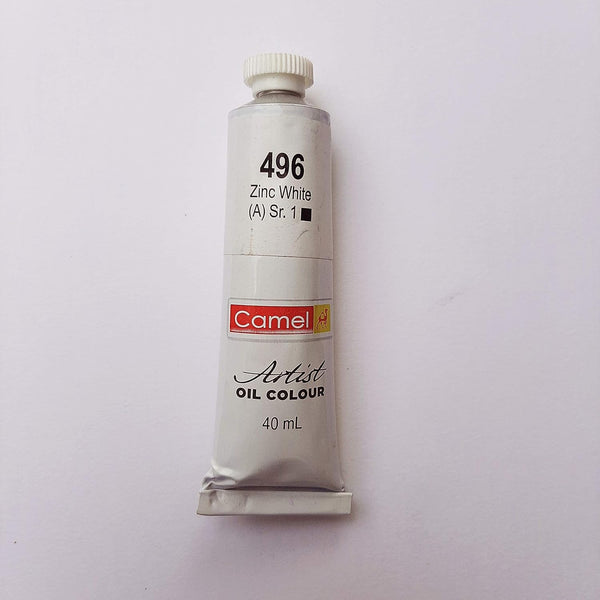 496
Zinc White
(A) Sr. 1
Camel
Artist
OIL COLOUR
40 mL